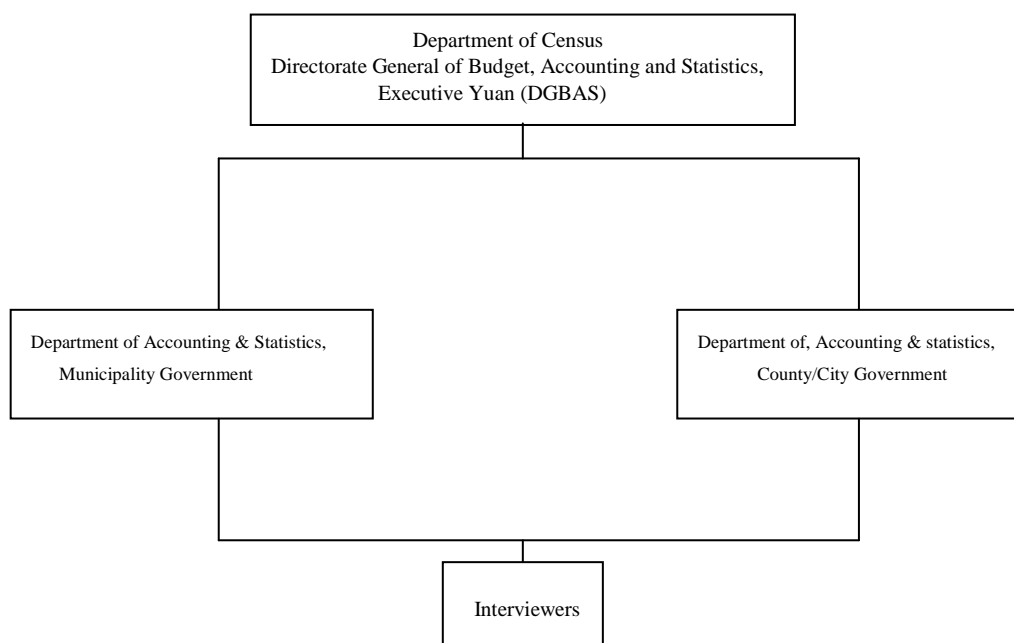 Department of Census
Directorate General of Budget, Accounting and Statistics,
Executive Yuan (DGBAS)
Department of Accounting & Statistics,
Municipality Government
Department of, Accounting & statistics,
County/City Government
Interviewers